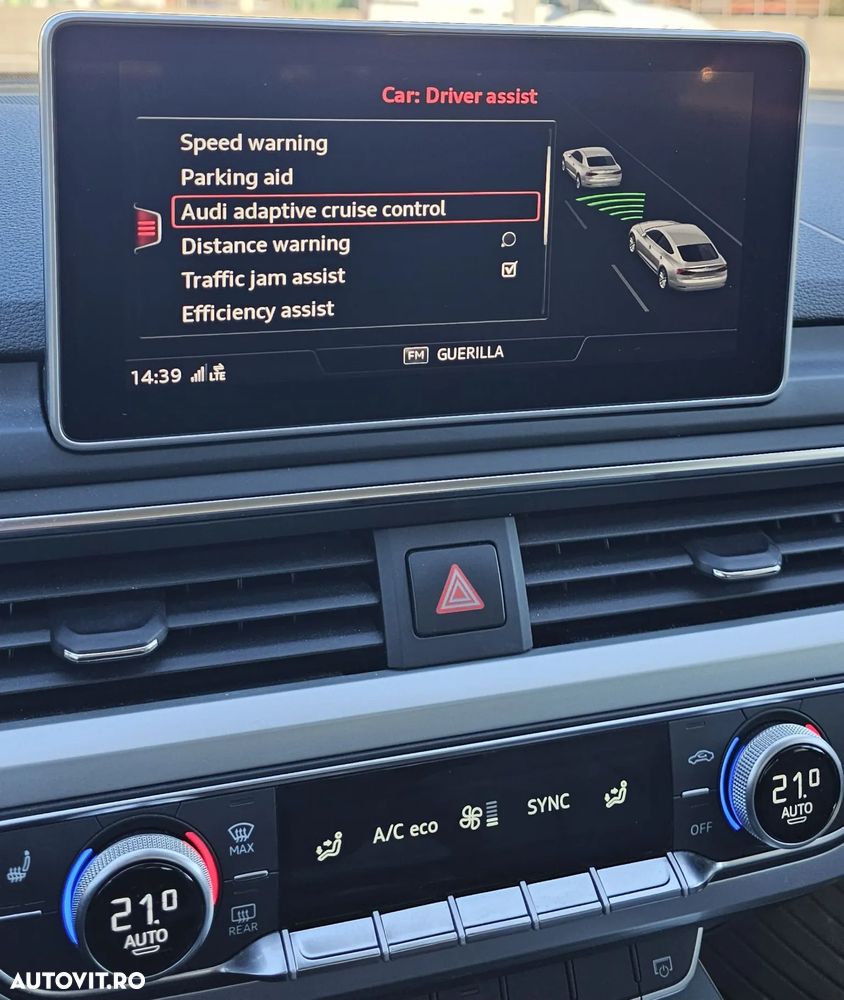 Car: Driver assist
Speed warning
Parking aid
Audi adaptive cruise control
Distance warning
Traffic jam assist
Efficiency assist
14:39 LTE
FM GUERILLA
MAX
REAR
21.0
AUTO
A/C eco
SYNC
OFF
21.0
AUTO
AUTOVIT.RO